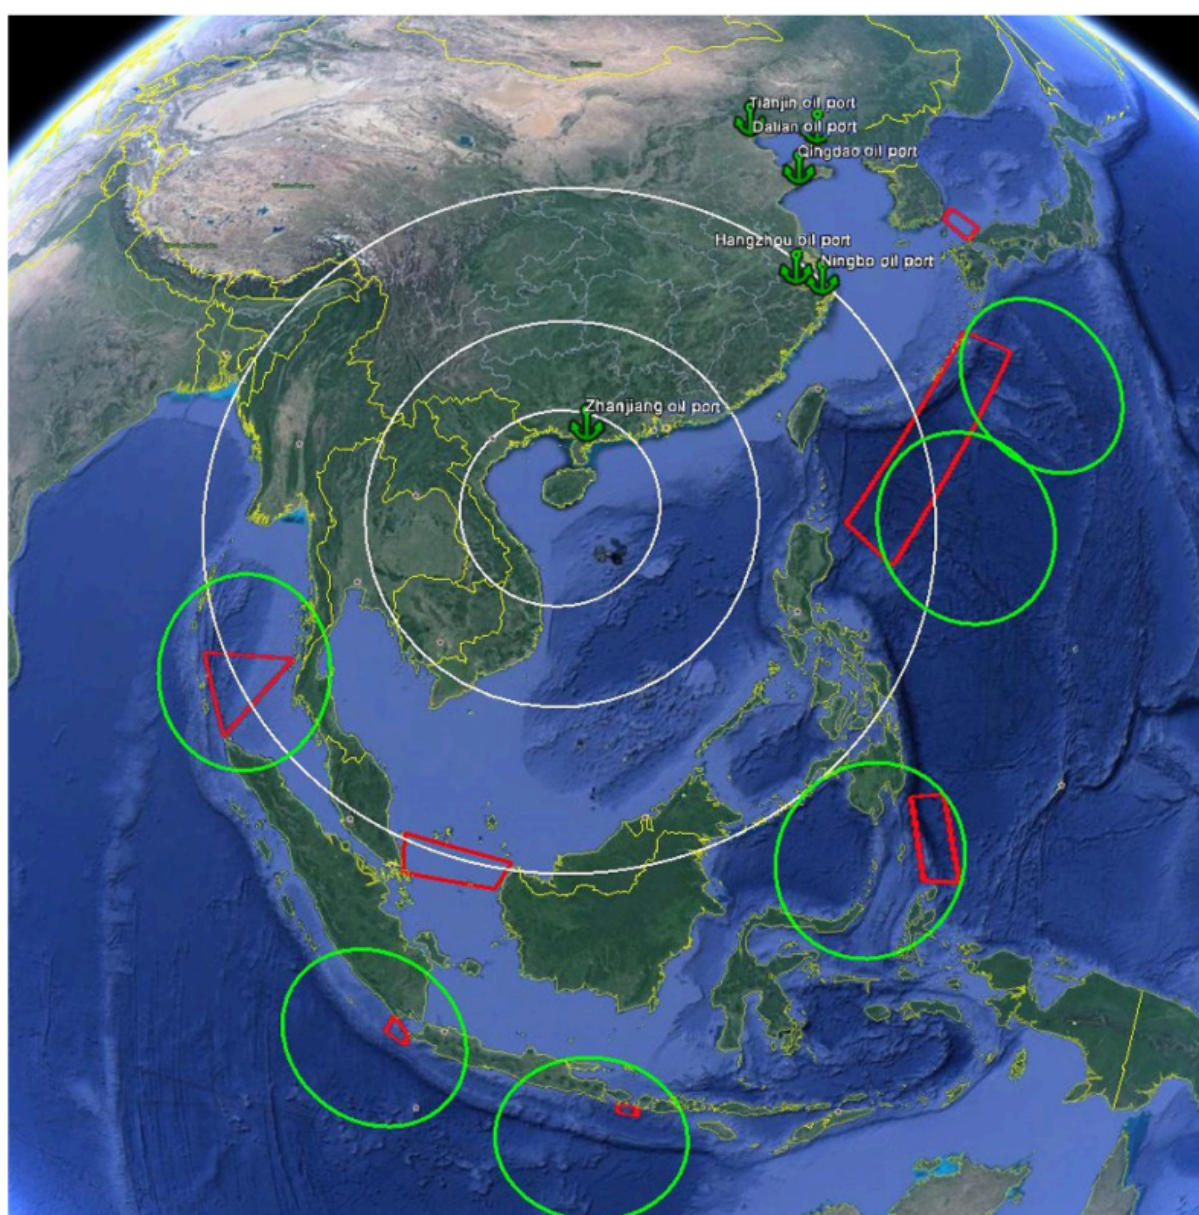 Tianjin oil port
Dalian oil port
Qingdao oil port
Hangzhou oil port
Ningbo oil port
Zhanjiang oil port